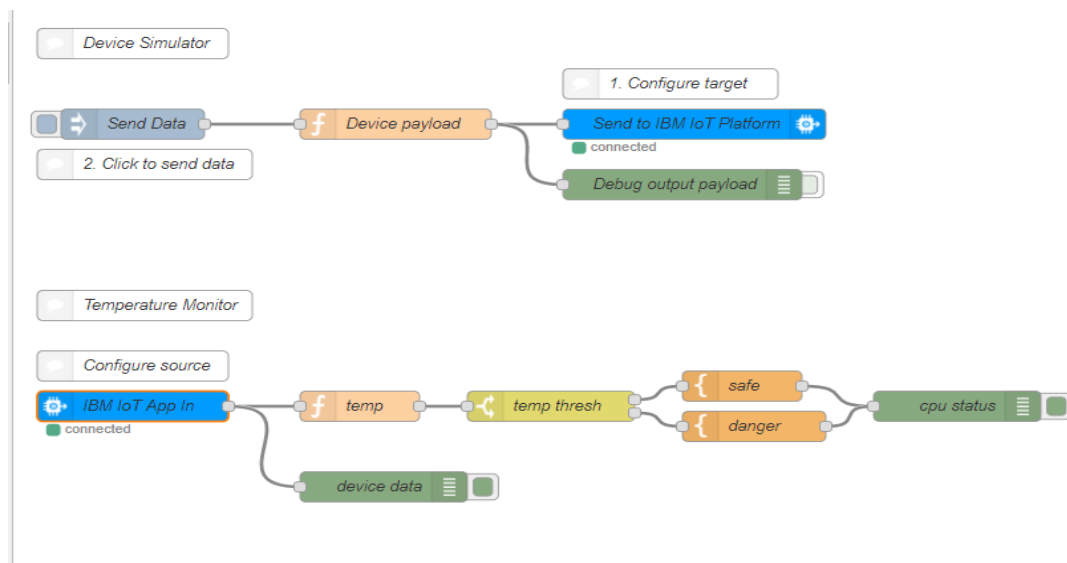 Device Simulator
1. Configure target
Send Data
Device payload
Send to IBM IoT Platform
connected
2. Click to send data
Debug output payload
Temperature Monitor
Configure source
IBM IoT App In
connected
temp
temp thresh
safe
danger
cpu status
device data